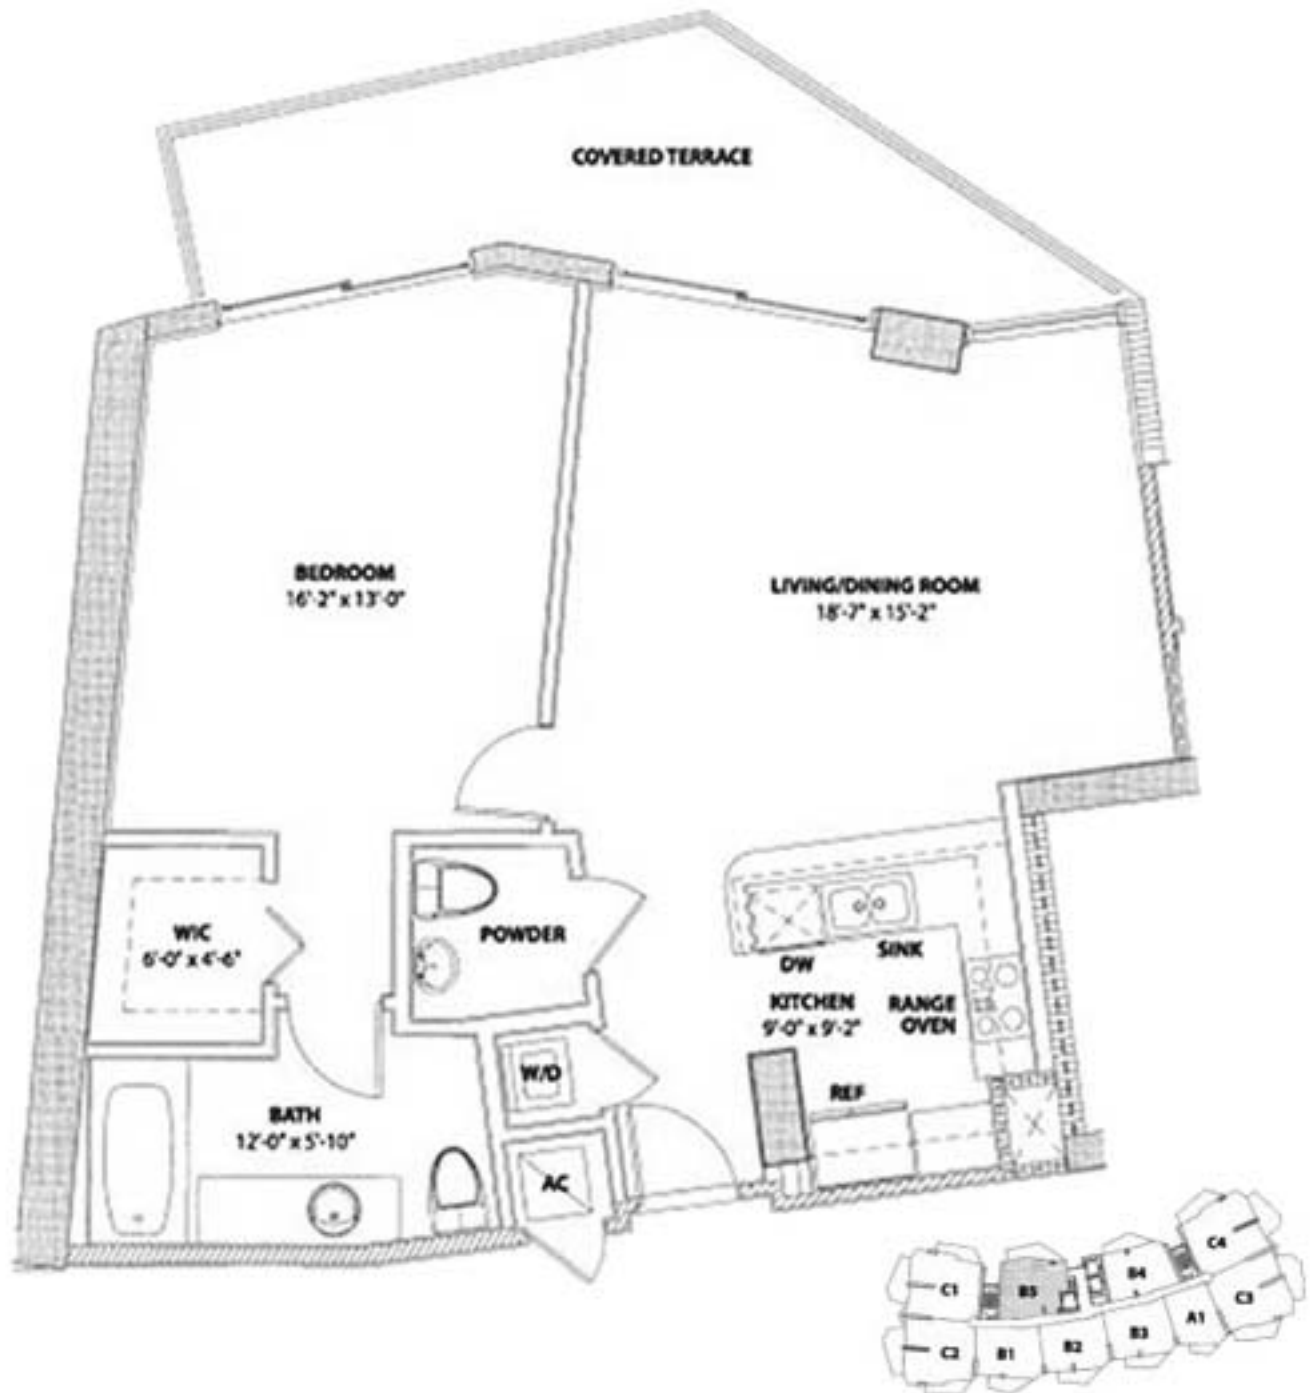 COVERED TERRACE
BEDROOM
16'-2" x 13'-0"
LIVING/DINING ROOM
18'-7" x 15'-2"
WIC
6'-0" x 4'-6"
POWDER
DW
SINK
KITCHEN
9'-0" x 9'-2"
RANGE
OVEN
W/D
REF
BATH
12'-0" x 5'-10"
AC
C4
B4
C1
B5
C3
A1
B3
B2
B1
C2